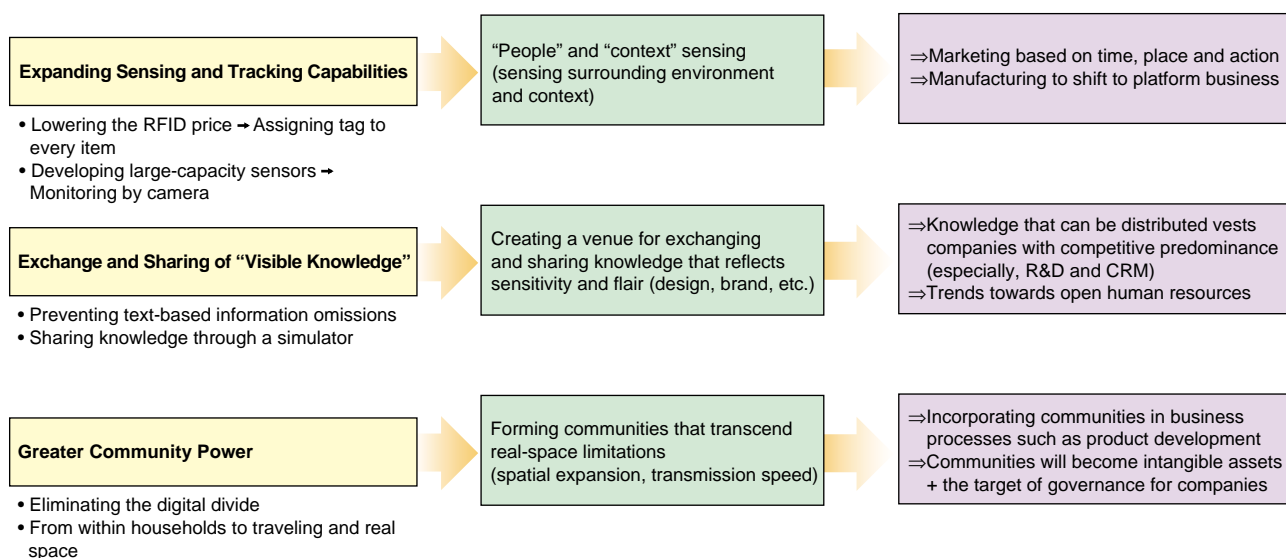 Expanding Sensing and Tracking Capabilities
• Lowering the RFID price → Assigning tag to
every item
• Developing large-capacity sensors →
Monitoring by camera
“People” and “context” sensing
(sensing surrounding environment
and context)
⇒Marketing based on time, place and action
⇒Manufacturing to shift to platform business
Exchange and Sharing of “Visible Knowledge”
• Preventing text-based information omissions
• Sharing knowledge through a simulator
Creating a venue for exchanging
and sharing knowledge that reflects
sensitivity and flair (design, brand, etc.)
⇒Knowledge that can be distributed vests
companies with competitive predominance
(especially, R&D and CRM)
⇒Trends towards open human resources
Greater Community Power
• Eliminating the digital divide
• From within households to traveling and real
space
Forming communities that transcend
real-space limitations
(spatial expansion, transmission speed)
⇒Incorporating communities in business
processes such as product development
⇒Communities will become intangible assets
+ the target of governance for companies